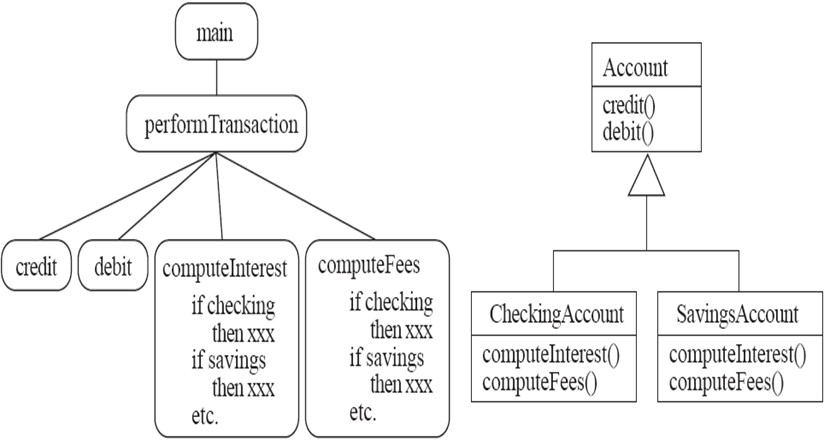 main
performTransaction
credit
debit
computeInterest
if checking
then xxx
if savings
then xxx
etc.
computeFees
if checking
then xxx
if savings
then xxx
etc.
Account
credit()
debit()
CheckingAccount
computeInterest()
computeFees()
SavingsAccount
computeInterest()
computeFees()